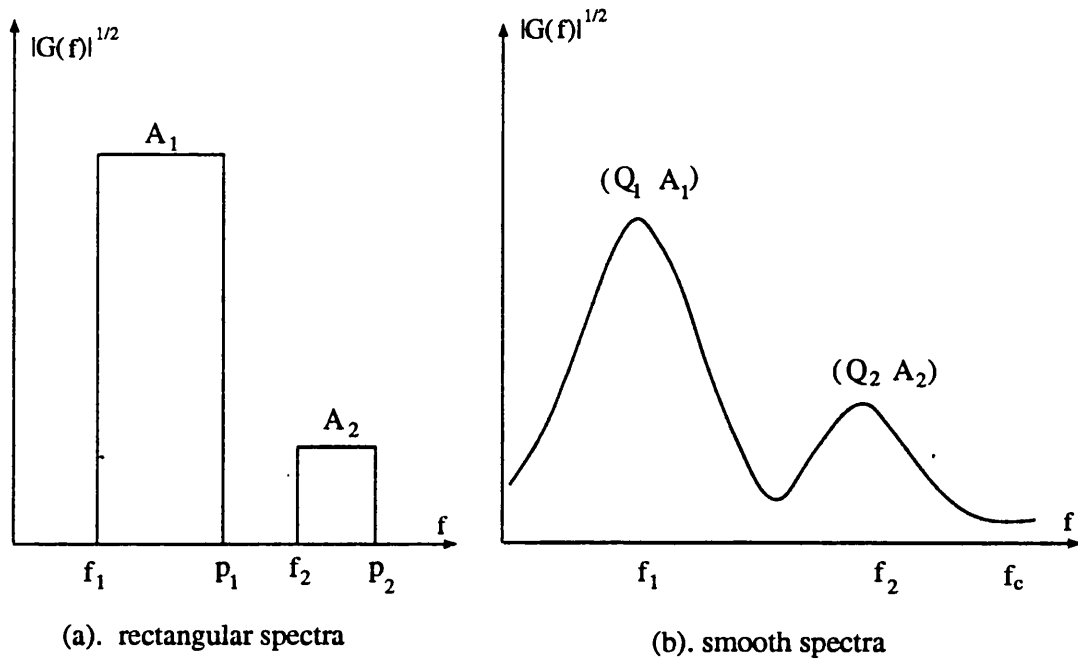 |G(f)|^1/2
A₁
A₂
f
f₁ p₁ f₂ p₂
(a). rectangular spectra
|G(f)|^1/2
(Q₁ A₁)
(Q₂ A₂)
f
f₁ f₂ f_c
(b). smooth spectra